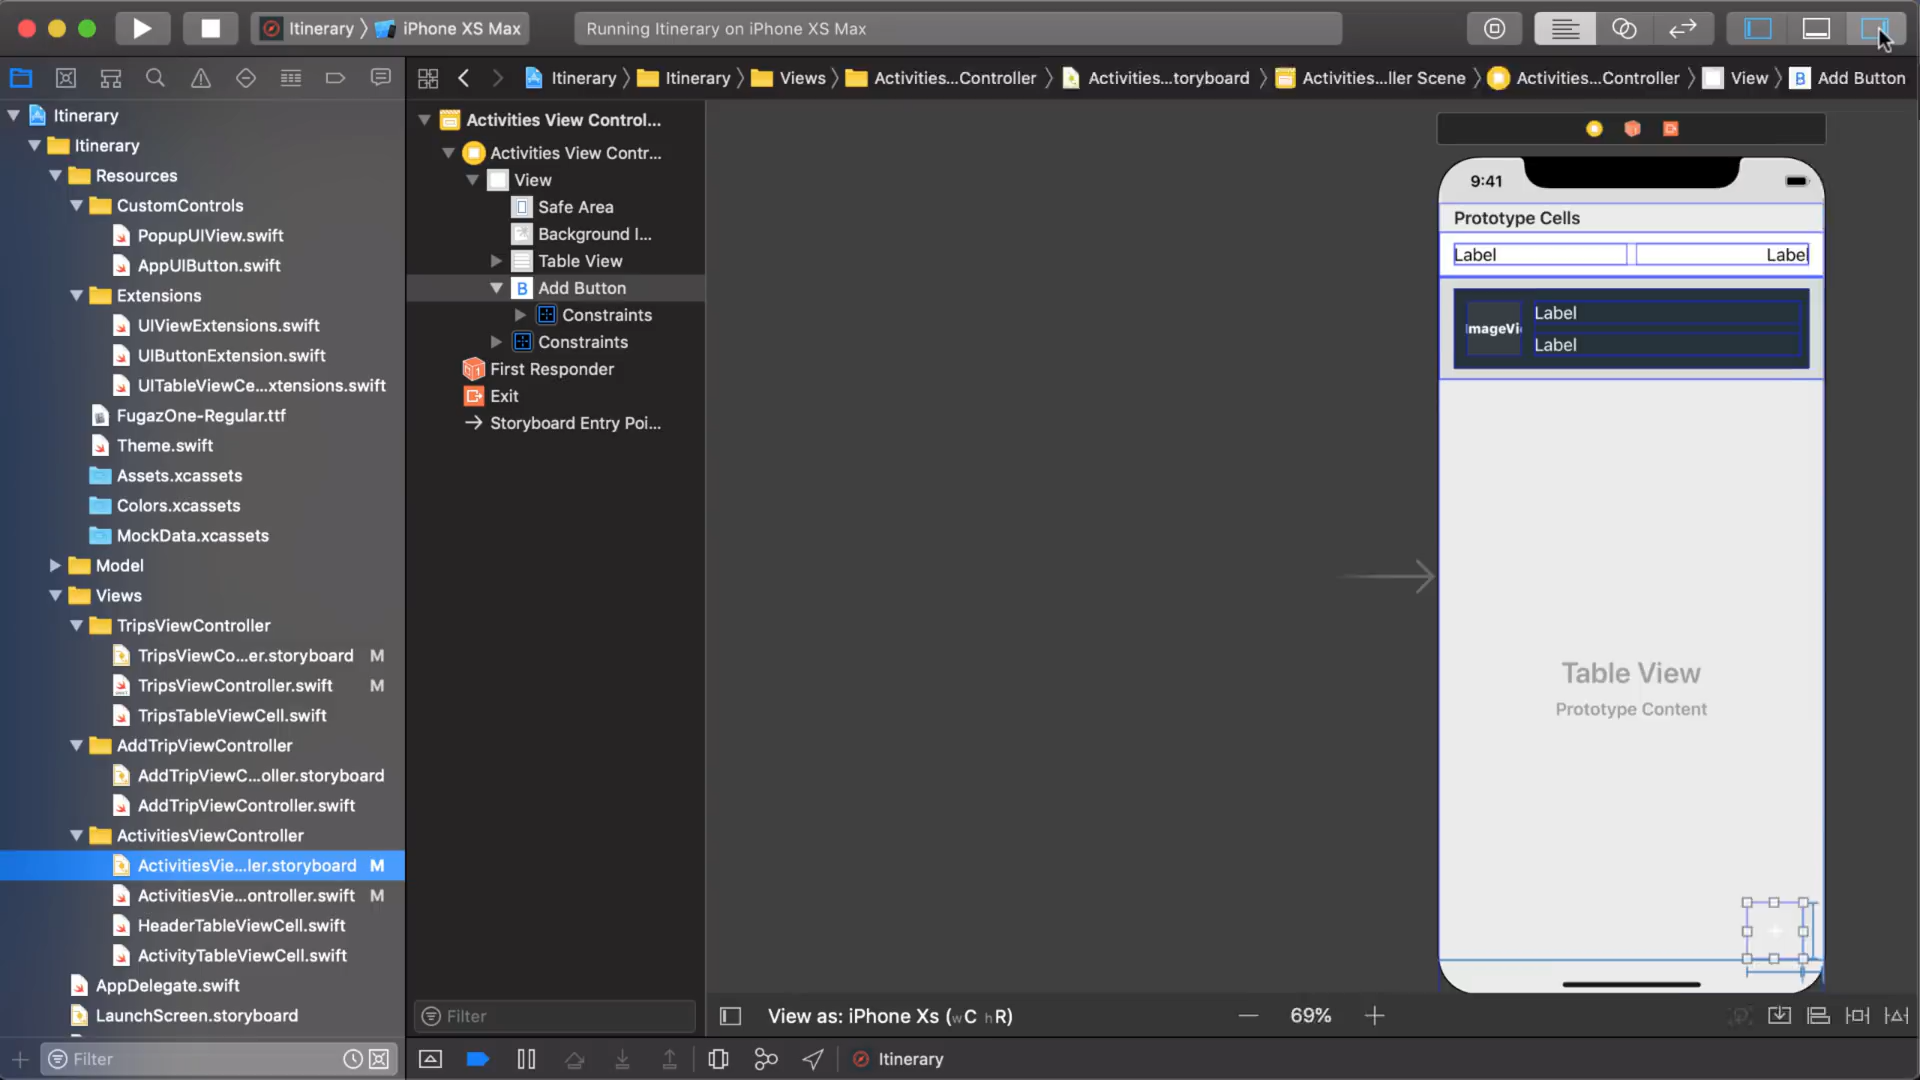 Itinerary
iPhone XS Max
Running Itinerary on iPhone XS Max
Itinerary
Itinerary
Views
Activities...Controller
Activities...toryboard
Activities...ller Scene
Activities...Controller
View
B
Add Button
Itinerary
Itinerary
Resources
CustomControls
PopupUIView.swift
AppUIButton.swift
Extensions
UIViewExtensions.swift
UIButtonExtension.swift
UITableViewCe...xtensions.swift
FugazOne-Regular.ttf
Theme.swift
Assets.xcassets
Colors.xcassets
MockData.xcassets
Model
Views
TripsViewController
TripsViewCo...er.storyboard M
TripsViewController.swift M
TripsTableViewCell.swift
AddTripViewController
AddTripViewC...oller.storyboard
AddTripViewController.swift
ActivitiesViewController
ActivitiesVie...ler.storyboard M
ActivitiesVie...ontroller.swift M
HeaderTableViewCell.swift
ActivityTableViewCell.swift
AppDelegate.swift
LaunchScreen.storyboard
Filter
Activities View Control...
Activities View Contr...
View
Safe Area
Background I...
Table View
B Add Button
Constraints
Constraints
First Responder
Exit
Storyboard Entry Poi...
Filter
9:41
Prototype Cells
Label
Label
mageVi
Label
Label
Table View
Prototype Content
View as: iPhone Xs (wC hR)
69%
Itinerary